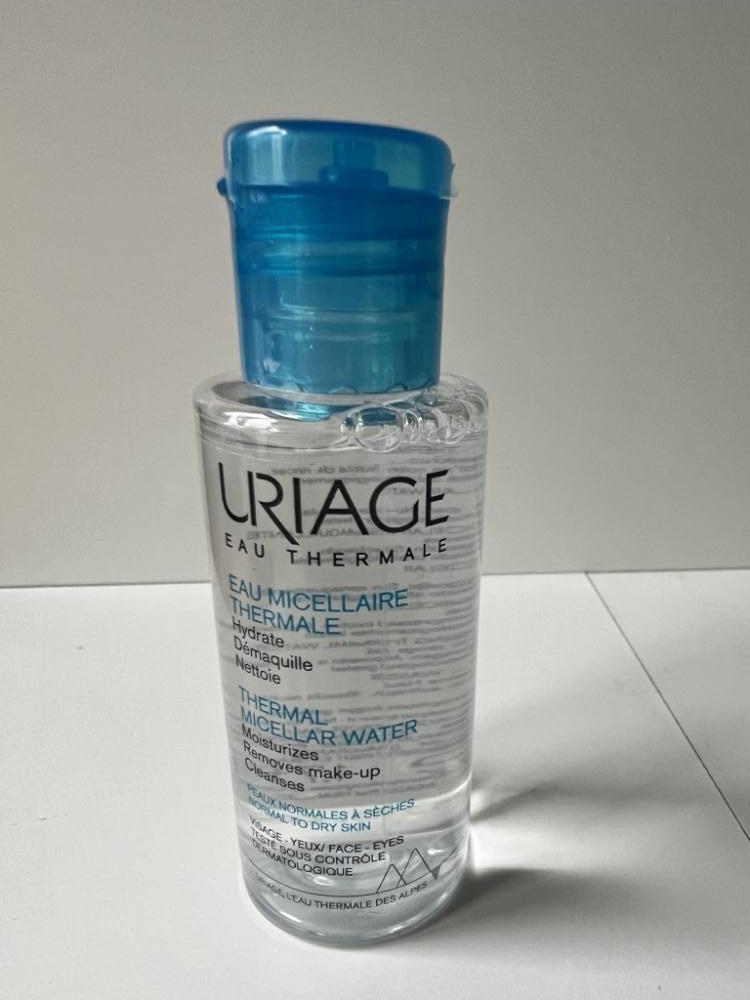 URIAGE
EAU THERMALE
EAU MICELLAIRE
THERMALE
Hydrate
Démaquille
Nettoie
THERMAL
MICELLAR WATER
Moisturizes
Removes make-up
Cleanses
PEAUX NORMALES À SÈCHES
NORMAL TO DRY SKIN
VISAGE - YEUX/ FACE - EYES
TESTÉ SOUS CONTRÔLE
DERMATOLOGIQUE
URIAGE, L'EAU THERMALE DES ALPES